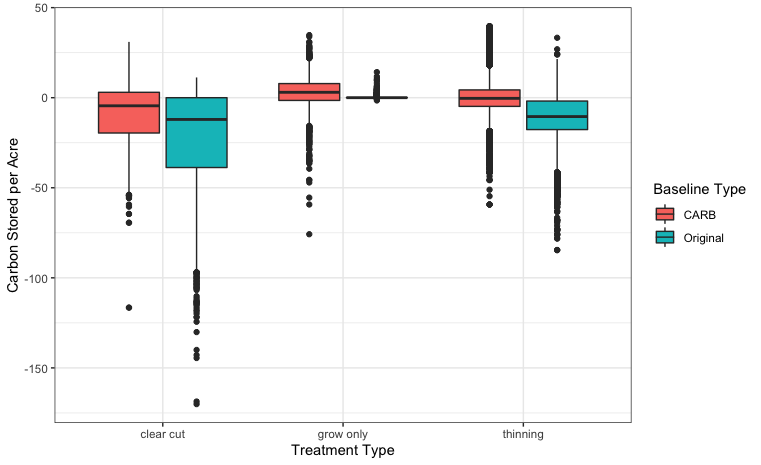 50
0
-50
-100
-150
Carbon Stored per Acre
clear cut
grow only
thinning
Treatment Type
Baseline Type
CARB
Original